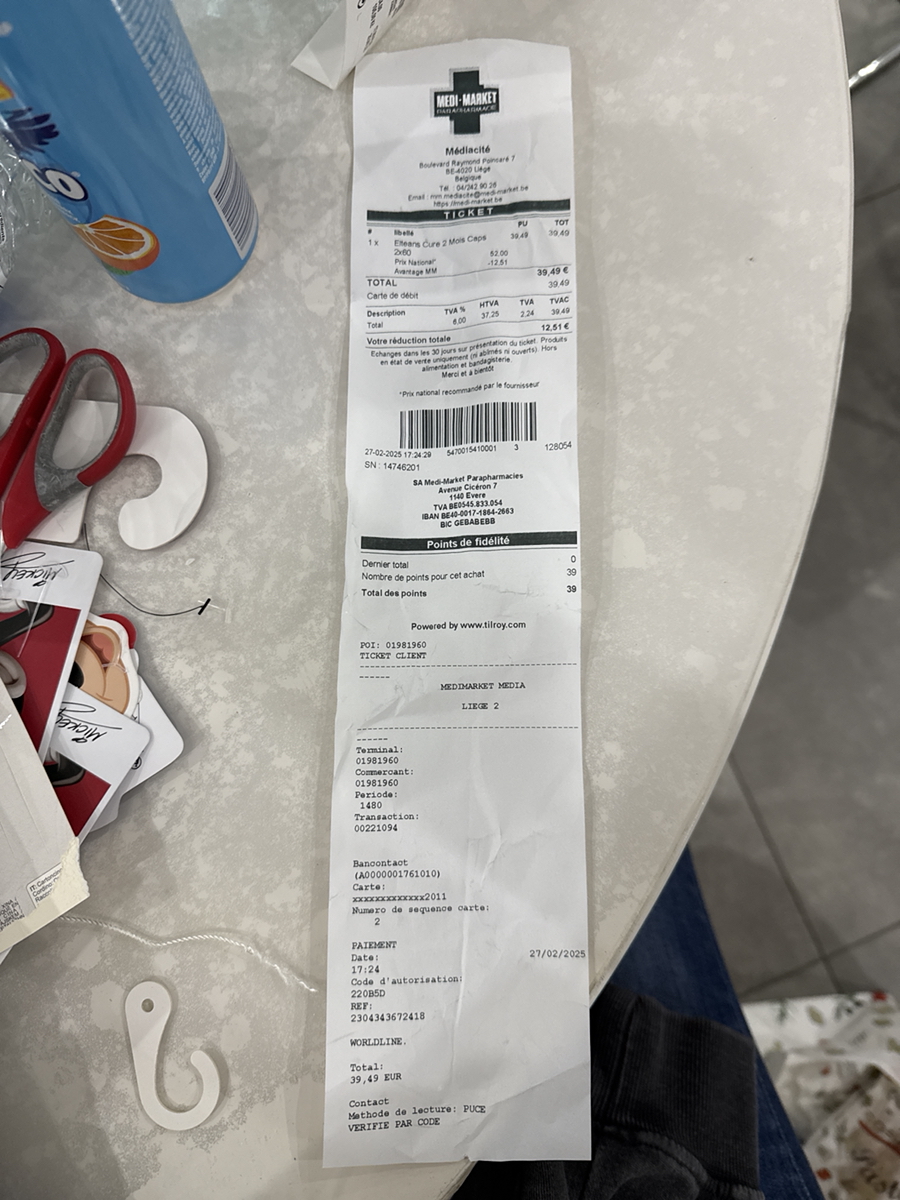 MEDI-MARKET
PARAPHARMACIE
Médiacité
Boulevard Raymond Poincaré 7
BE-4020 Liège
Belgique
Tél : 04/242 90 26
Email : mm.mediacite@medi-market.be
https://medi-market.be
TICKET
# libellé PU TOT
1 x Elteans Cure 2 Mois Caps 39,49 39,49
2x60
Prix National* 52,00
Avantage MM -12,51
TOTAL 39,49 €
Carte de débit 39,49
Description TVA % HTVA TVA TVAC
Total 6,00 37,25 2,24 39,49
Votre réduction totale 12,51 €
Echanges dans les 30 jours sur présentation du ticket. Produits
en état de vente uniquement (ni abîmés ni ouverts). Hors
alimentation et bandagisterie.
Merci et à bientôt
*Prix national recommandé par le fournisseur
27-02-2025 17:24:29 5470015410001 3 128054
SN : 14746201
SA Medi-Market Parapharmacies
Avenue Cicéron 7
1140 Evere
TVA BE0545.833.054
IBAN BE40-0017-1864-2663
BIC GEBABEBB
Points de fidélité
Dernier total 0
Nombre de points pour cet achat 39
Total des points 39
Powered by www.tilroy.com
POI: 01981960
TICKET CLIENT
--------------------------------------
------
MEDIMARKET MEDIA
LIEGE 2
--------------------------------------
------
Terminal:
01981960
Commercant:
01981960
Periode:
1480
Transaction:
00221094
Bancontact
(A0000001761010)
Carte:
xxxxxxxxxxxxx2011
Numero de sequence carte:
2
PAIEMENT
Date: 27/02/2025
17:24
Code d'autorisation:
220B5D
REF:
2304343672418
WORLDLINE.
Total:
39,49 EUR
Contact
Methode de lecture: PUCE
VERIFIE PAR CODE
CO
MICKEY
MICKEY